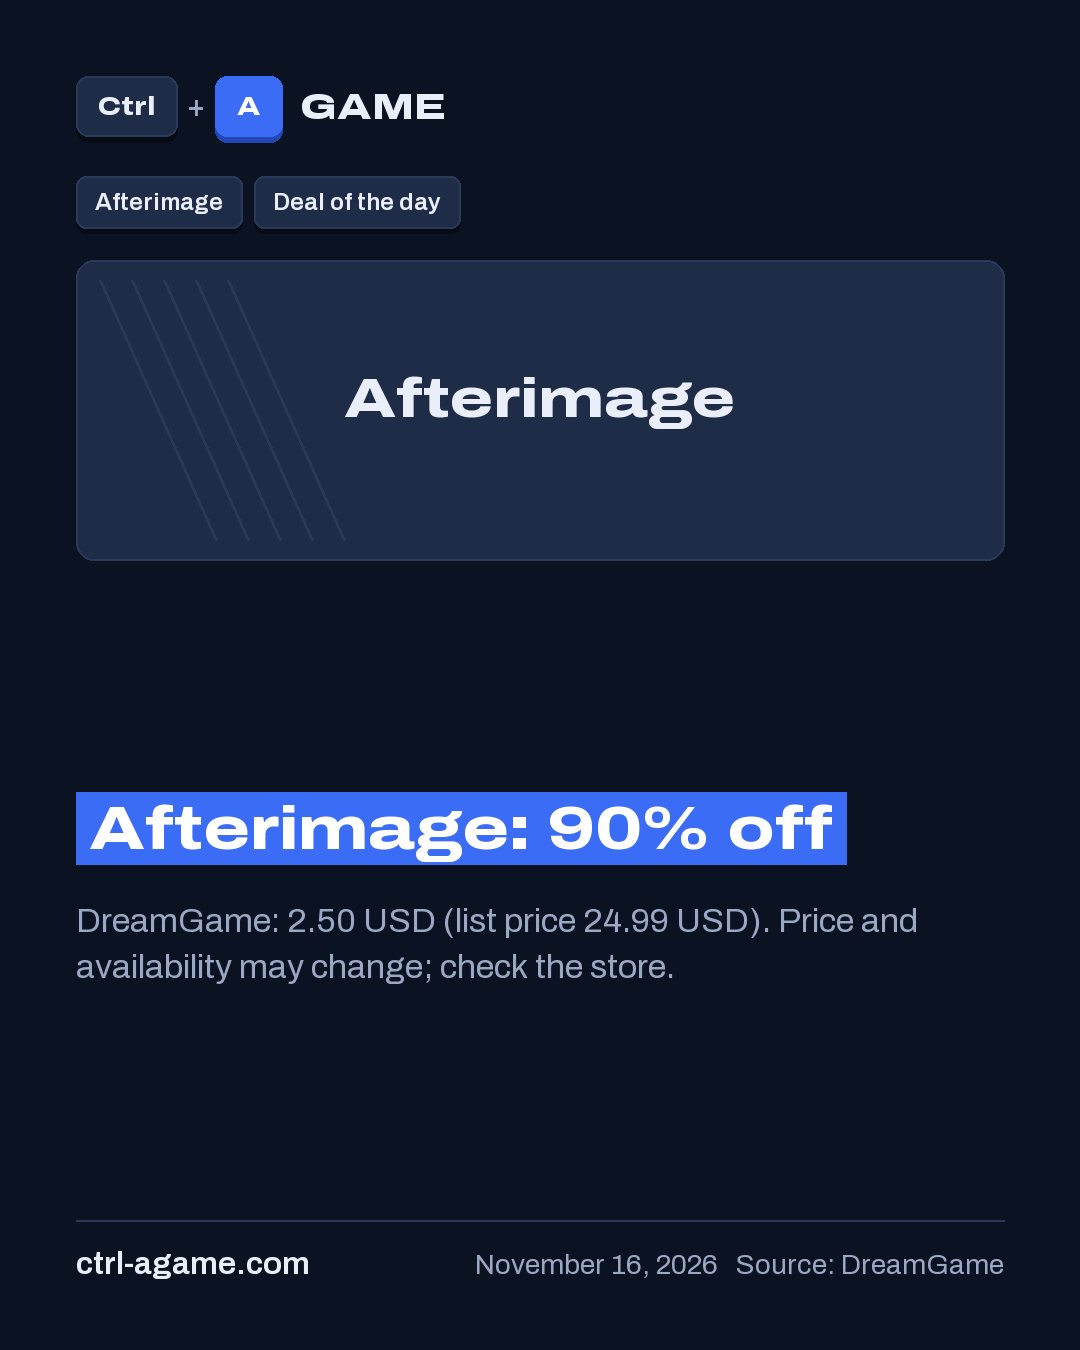 Ctrl + A GAME
Afterimage Deal of the day
Afterimage
Afterimage: 90% off
DreamGame: 2.50 USD (list price 24.99 USD). Price and
availability may change; check the store.
ctrl-agame.com November 16, 2026 Source: DreamGame